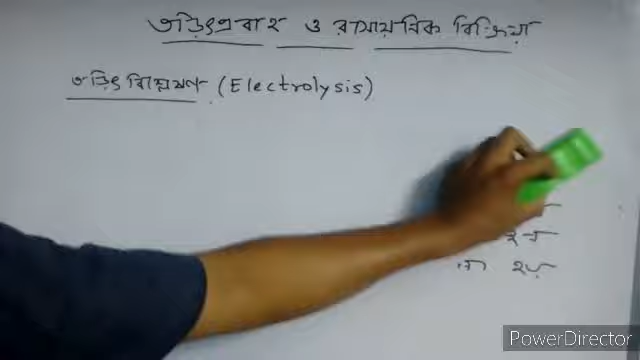 তড়িৎপ্রবাহ ও রাসায়নিক বিক্রিয়া
তড়িৎ বিশ্লেষণ (Electrolysis)
PowerDirector